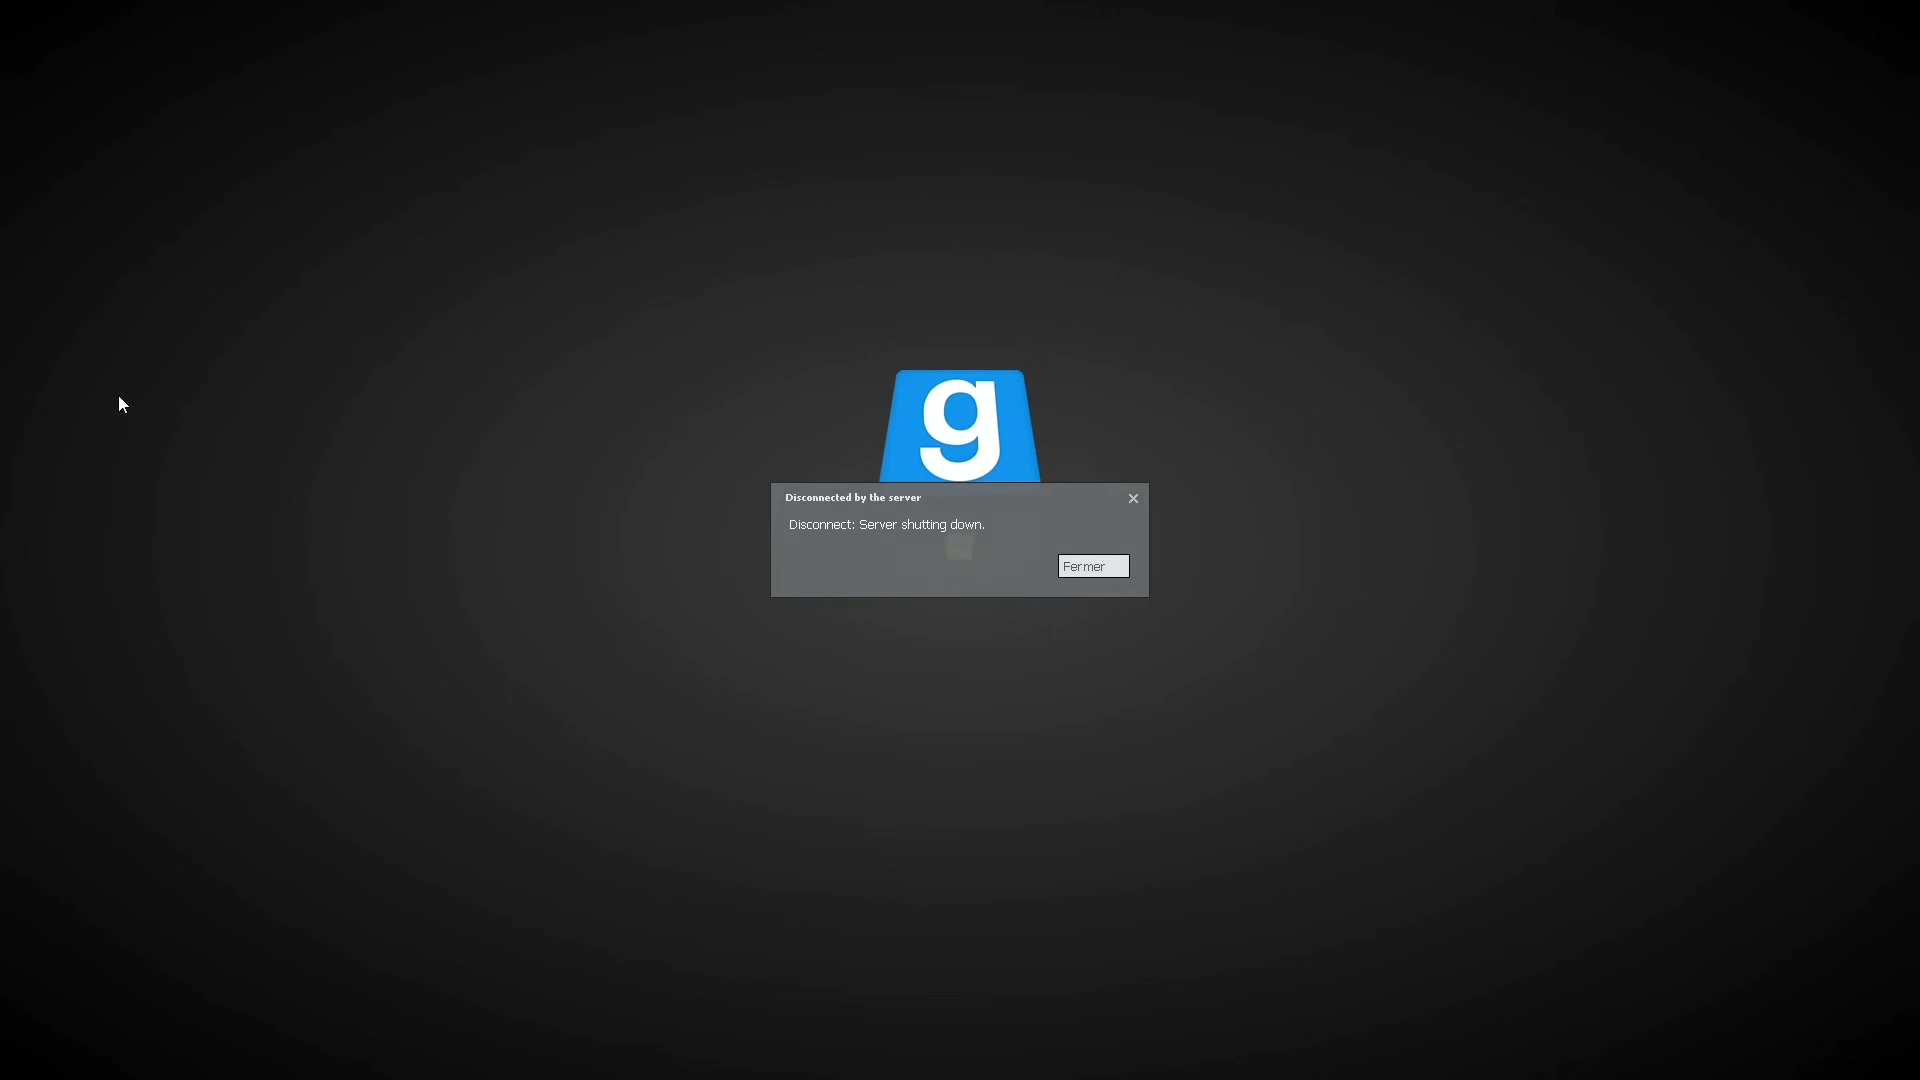 g
Disconnected by the server
Disconnect: Server shutting down.
Fermer